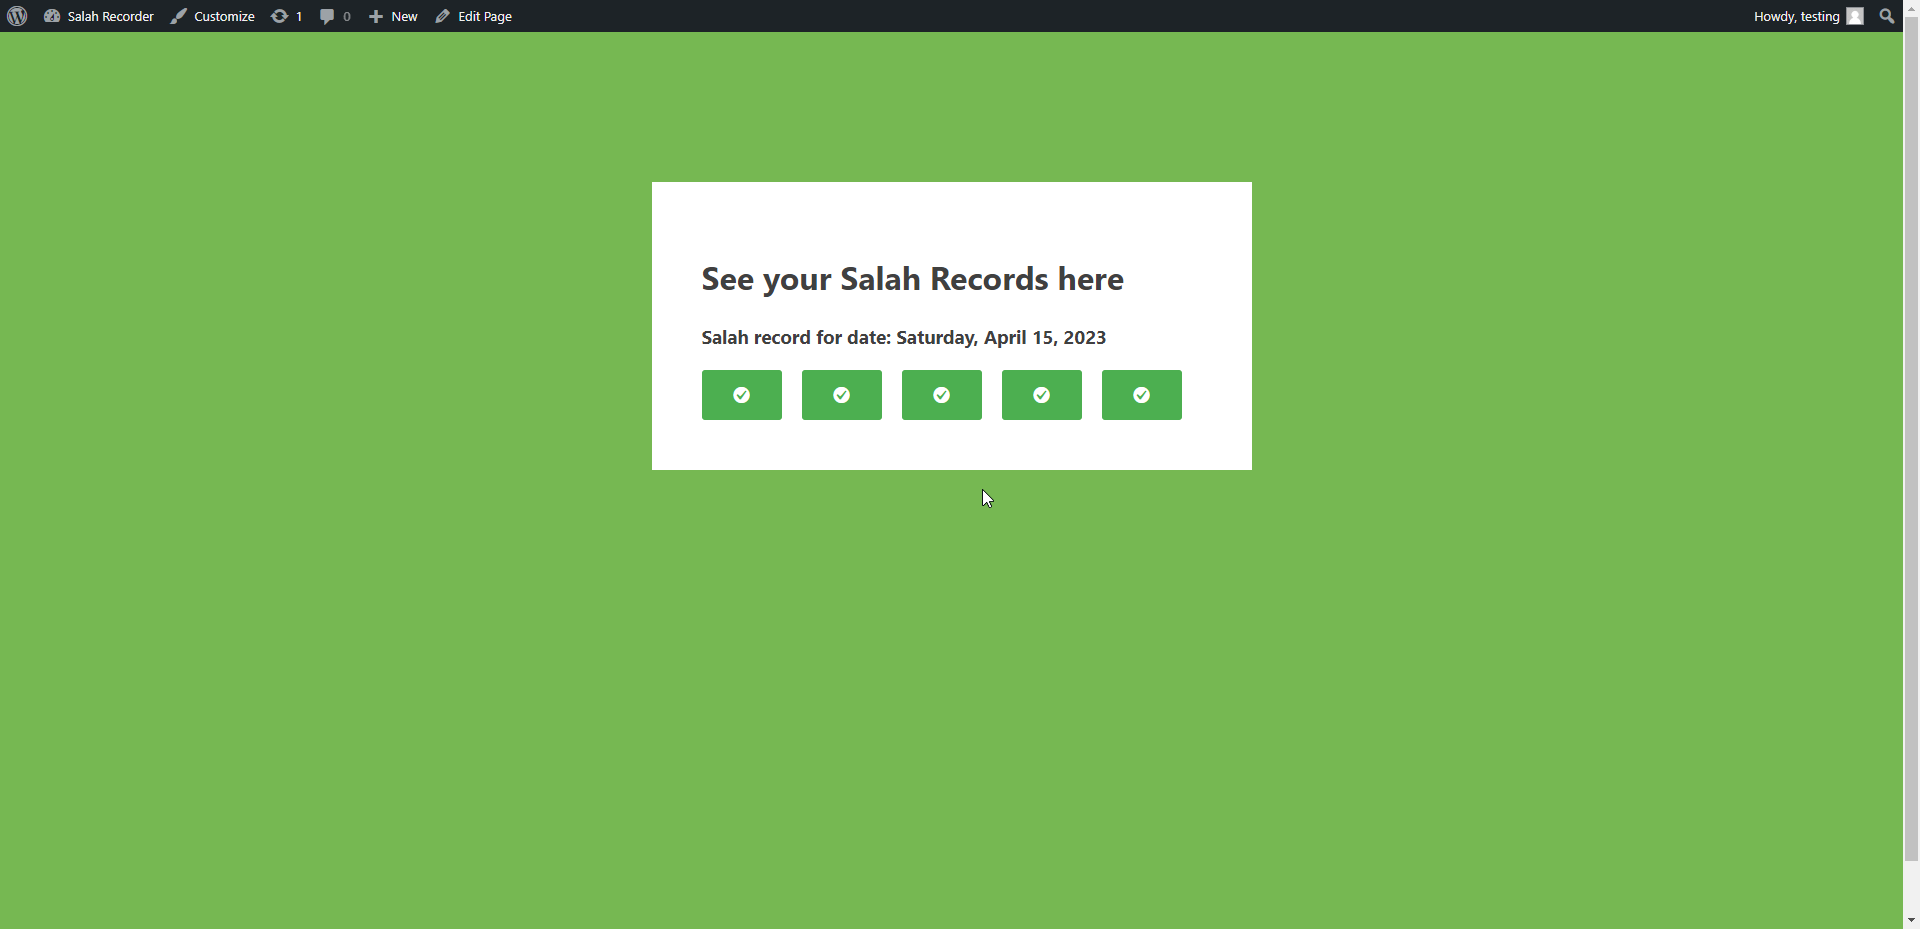 Salah Recorder Customize 1 0 New Edit Page Howdy, testing
See your Salah Records here
Salah record for date: Saturday, April 15, 2023